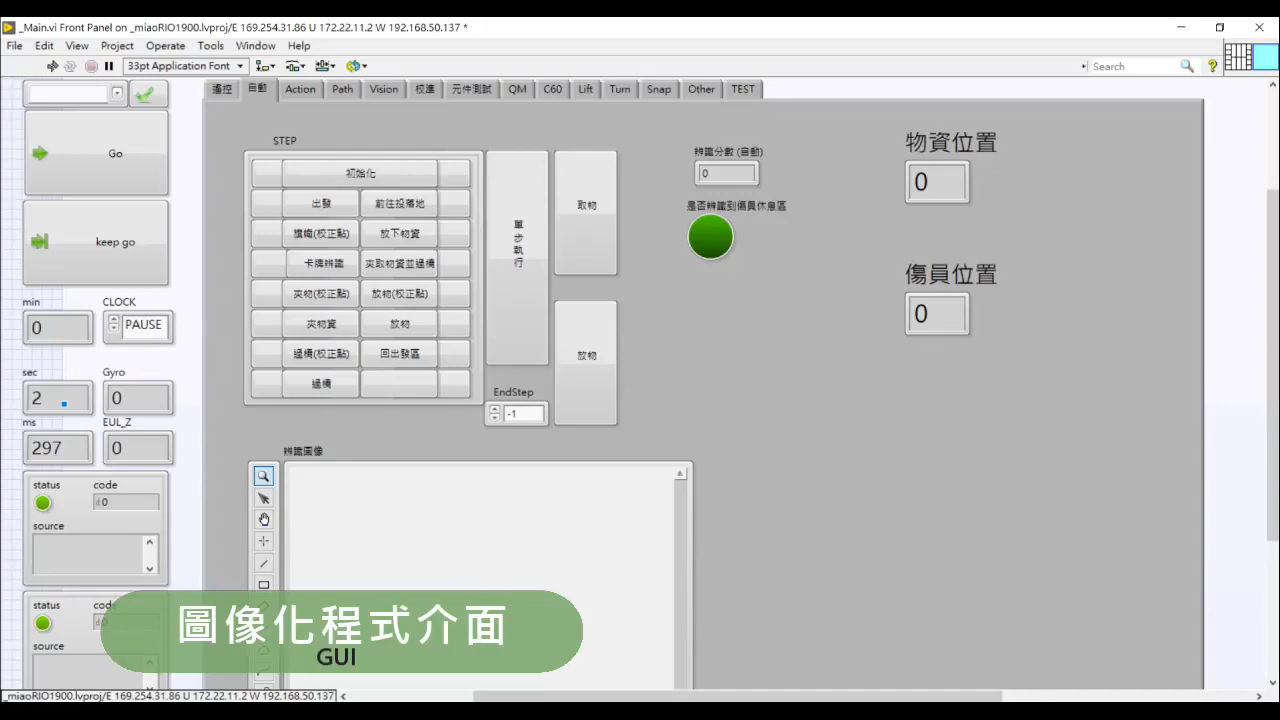 _Main.vi Front Panel on _miaoRIO1900.lvproj/E 169.254.31.86 U 172.22.11.2 W 192.168.50.137 *
File Edit View Project Operate Tools Window Help
33pt Application Font
Search
遙控 自動 Action Path Vision 校準 元件測試 QM C60 Lift Turn Snap Other TEST
Go
keep go
min
0
CLOCK
PAUSE
sec
2
Gyro
0
ms
297
EUL_Z
0
status code
d 0
source
status code
source
STEP
初始化
出發 前往投落地
旗幟(校正點) 放下物資
卡牌辨識 夾取物資並過橋
夾物(校正點) 放物(校正點)
夾物資 放物
過橋(校正點) 回出發區
過橋
單步執行
取物
放物
EndStep
-1
辨識分數 (自動)
0
是否辨識到傷員休息區
物資位置
0
傷員位置
0
辨識圖像
圖像化程式介面
GUI
_miaoRIO1900.lvproj/E 169.254.31.86 U 172.22.11.2 W 192.168.50.137